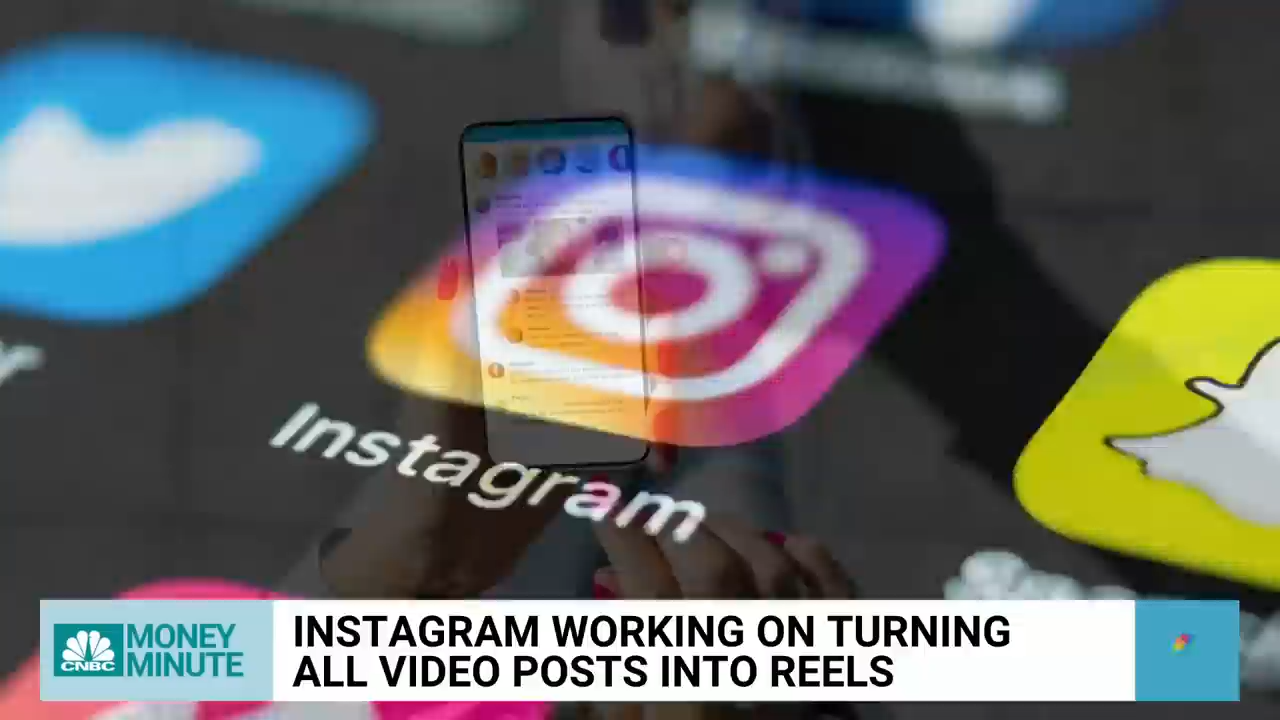 Instagram
CNBC
MONEY
MINUTE
INSTAGRAM WORKING ON TURNING
ALL VIDEO POSTS INTO REELS